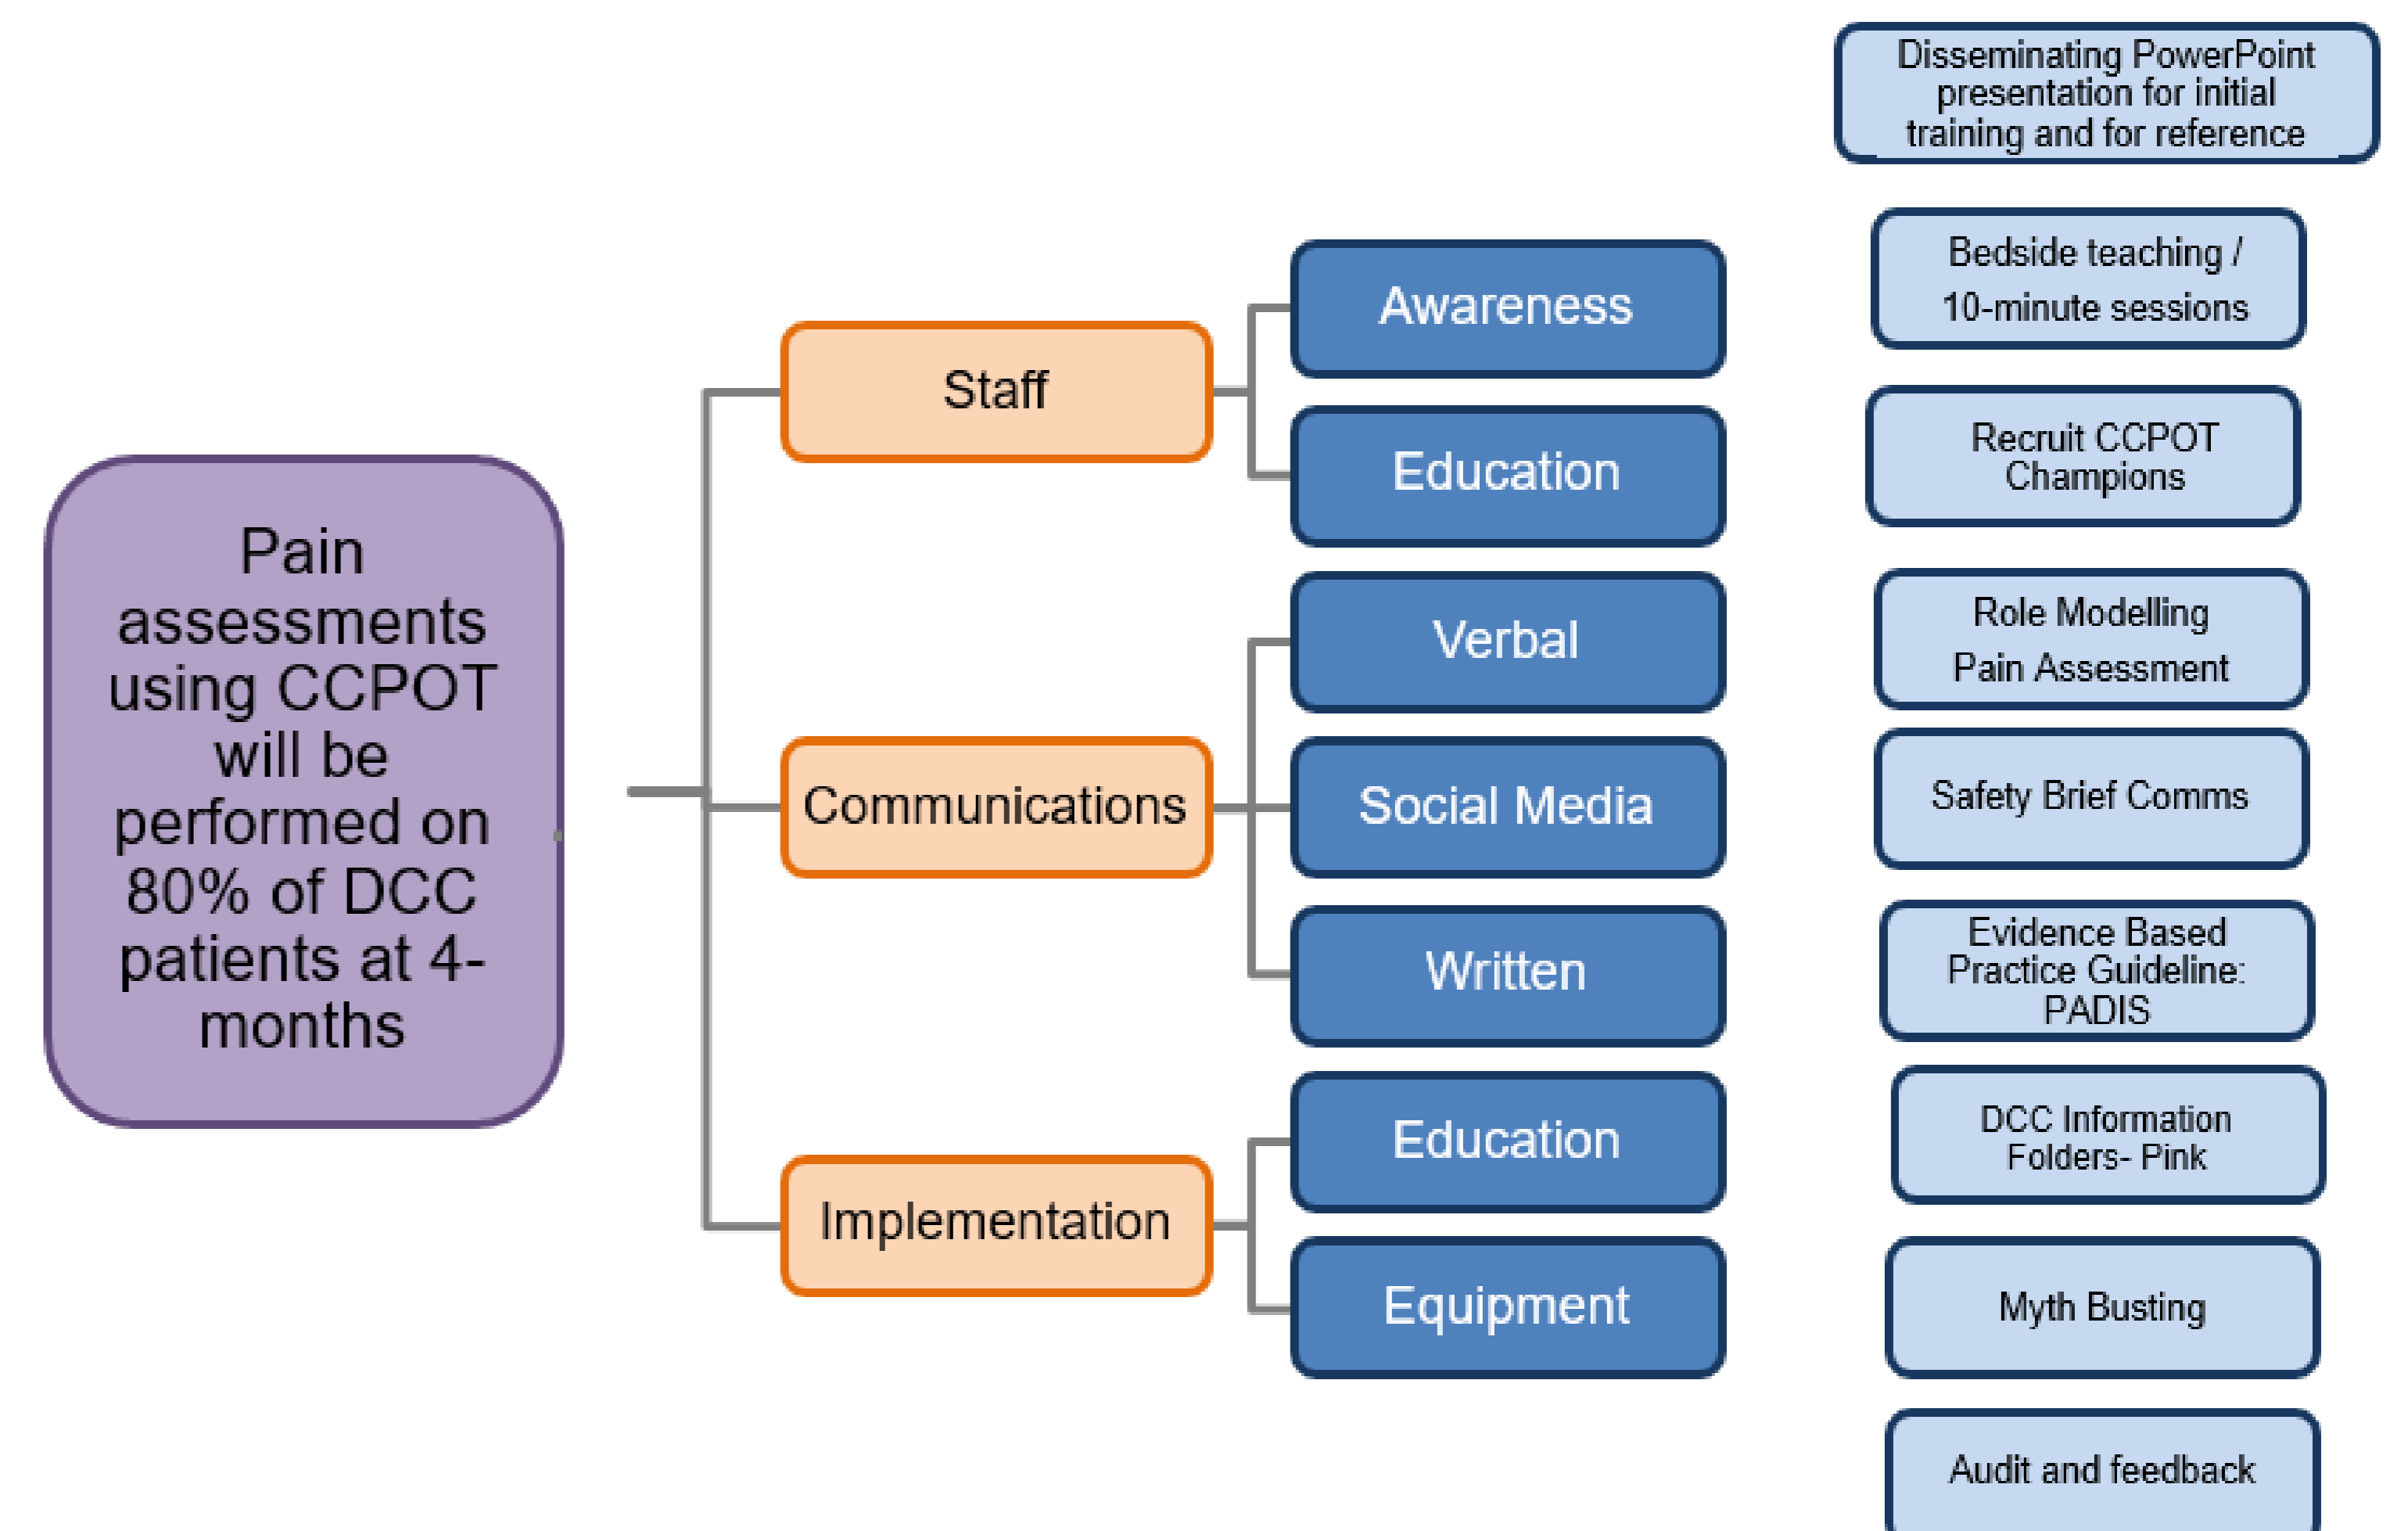 Pain
assessments
using CCPOT
will be
performed on
80% of DCC
patients at 4-
months
Staff
Communications
Implementation
Awareness
Education
Verbal
Social Media
Written
Education
Equipment
Disseminating PowerPoint
presentation for initial
training and for reference
Bedside teaching /
10-minute sessions
Recruit CCPOT
Champions
Role Modelling
Pain Assessment
Safety Brief Comms
Evidence Based
Practice Guideline:
PADIS
DCC Information
Folders- Pink
Myth Busting
Audit and feedback